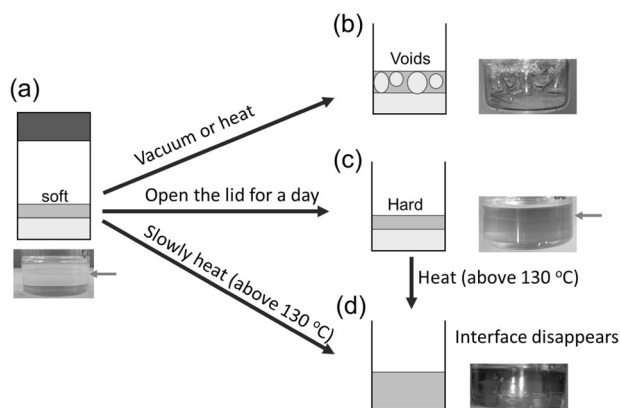 (a)
soft
Vacuum or heat
(b)
Voids
Open the lid for a day
(c)
Hard
Slowly heat (above 130 °C)
Heat (above 130 °C)
(d)
Interface disappears